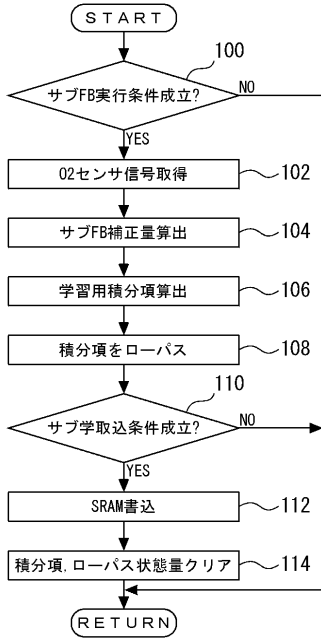 START
100
サブFB実行条件成立?
NO
YES
O2センサ信号取得
102
サブFB補正量算出
104
学習用積分項算出
106
積分項をローパス
108
110
サブ学取込条件成立?
NO
YES
SRAM書込
112
積分項,ローパス状態量クリア
114
RETURN